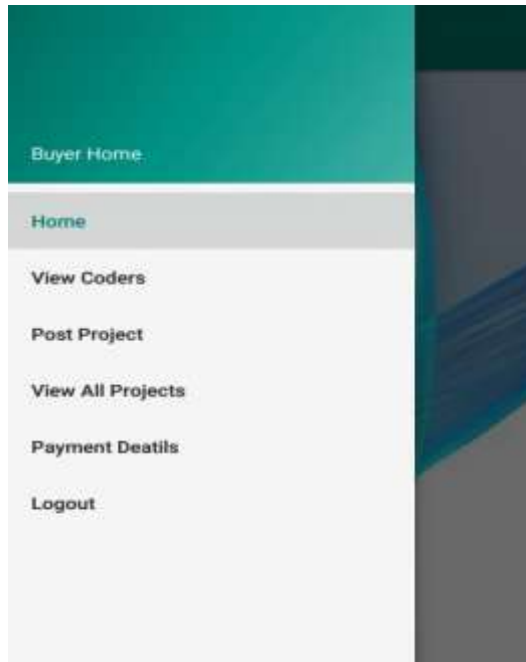 Buyer Home
Home
View Coders
Post Project
View All Projects
Payment Deatils
Logout